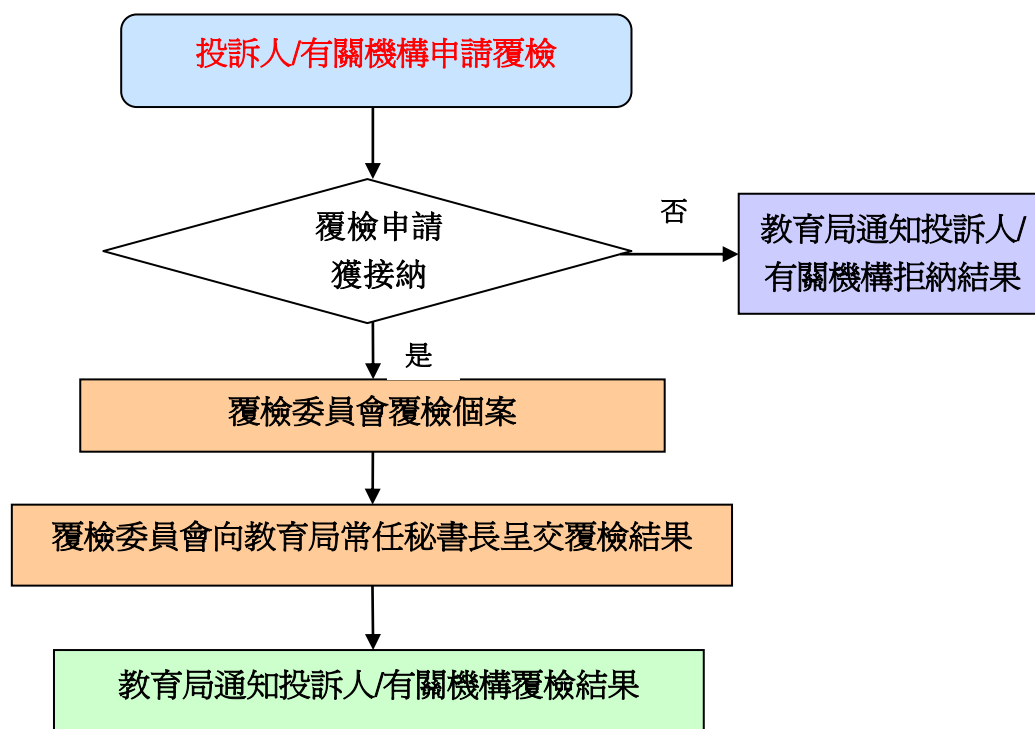 投訴人/有關機構申請覆檢
覆檢申請
獲接納
否
教育局通知投訴人/
有關機構拒納結果
是
覆檢委員會覆檢個案
覆檢委員會向教育局常任秘書長呈交覆檢結果
教育局通知投訴人/有關機構覆檢結果